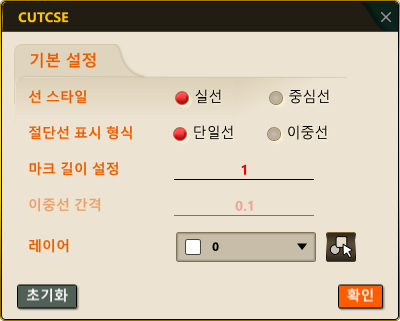 CUTCSE
기본 설정
선 스타일 실선 중심선
절단선 표시 형식 단일선 이중선
마크 길이 설정 1
이중선 간격 0.1
레이어 0
초기화 확인